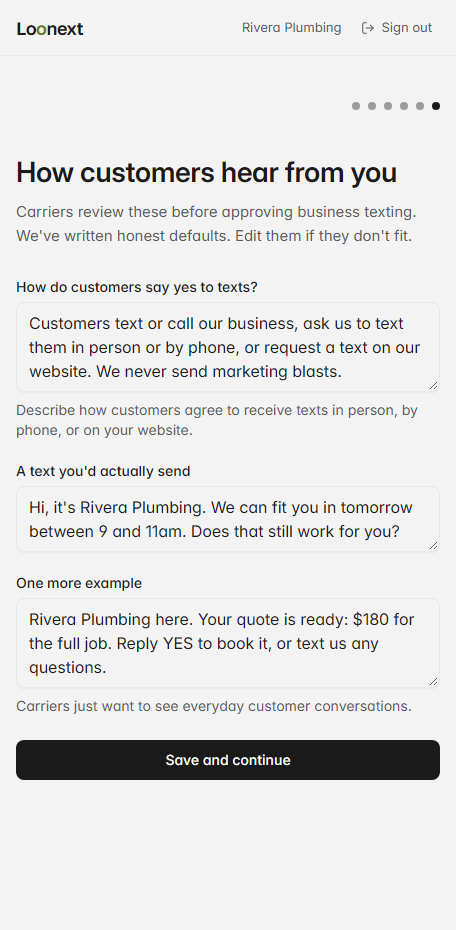 Loonext
Rivera Plumbing
Sign out
How customers hear from you
Carriers review these before approving business texting.
We've written honest defaults. Edit them if they don't fit.
How do customers say yes to texts?
Customers text or call our business, ask us to text
them in person or by phone, or request a text on our
website. We never send marketing blasts.
Describe how customers agree to receive texts in person, by
phone, or on your website.
A text you'd actually send
Hi, it's Rivera Plumbing. We can fit you in tomorrow
between 9 and 11am. Does that still work for you?
One more example
Rivera Plumbing here. Your quote is ready: $180 for
the full job. Reply YES to book it, or text us any
questions.
Carriers just want to see everyday customer conversations.
Save and continue